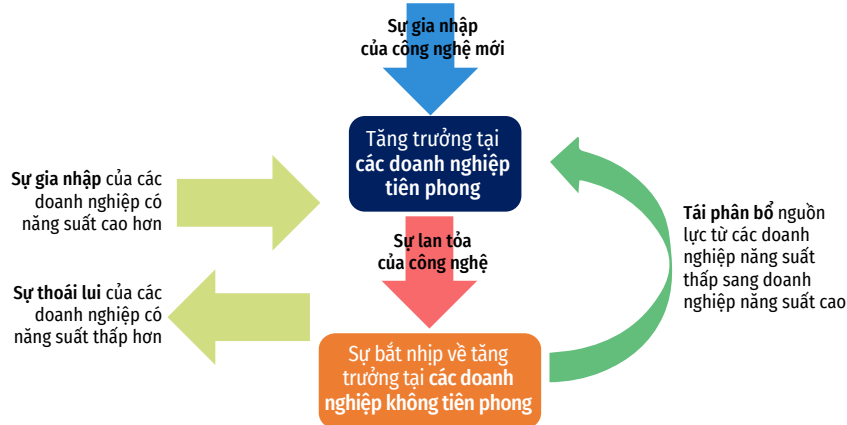 Sự gia nhập
của công nghệ mới
Tăng trưởng tại
các doanh nghiệp
tiên phong
Sự gia nhập của các
doanh nghiệp có
năng suất cao hơn
Sự lan tỏa
của công nghệ
Tái phân bổ nguồn
lực từ các doanh
nghiệp năng suất
thấp sang doanh
nghiệp năng suất cao
Sự thoái lui của các
doanh nghiệp có
năng suất thấp hơn
Sự bắt nhịp về tăng
trưởng tại các doanh
nghiệp không tiên phong